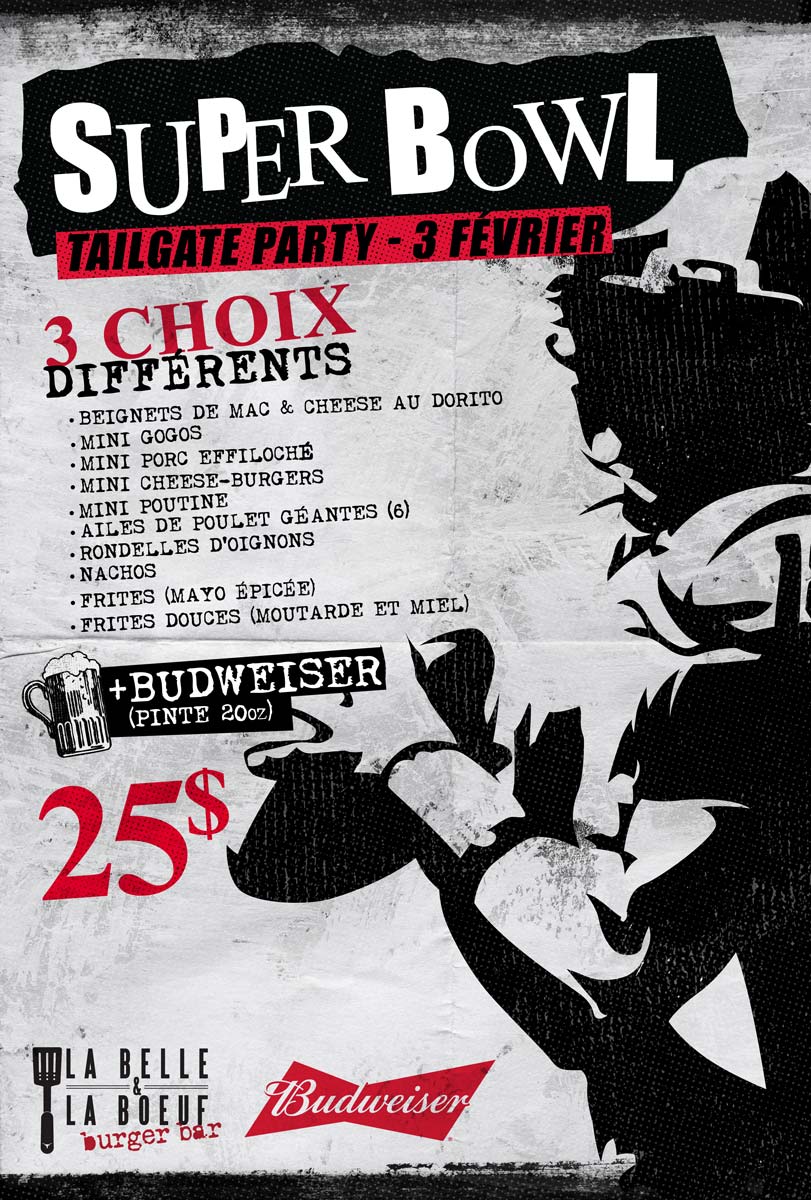 SUPER BOWL
TAILGATE PARTY - 3 FÉVRIER
3 CHOIX
DIFFÉRENTS
• BEIGNETS DE MAC & CHEESE AU DORITO
• MINI GOGOS
• MINI PORC EFFILOCHÉ
• MINI CHEESE-BURGERS
• MINI POUTINE
• AILES DE POULET GÉANTES (6)
• RONDELLES D'OIGNONS
• NACHOS
• FRITES (MAYO ÉPICÉE)
• FRITES DOUCES (MOUTARDE ET MIEL)
+BUDWEISER
(PINTE 20oz)
25$
LA BELLE
&
LA BOEUF
burger bar
Budweiser